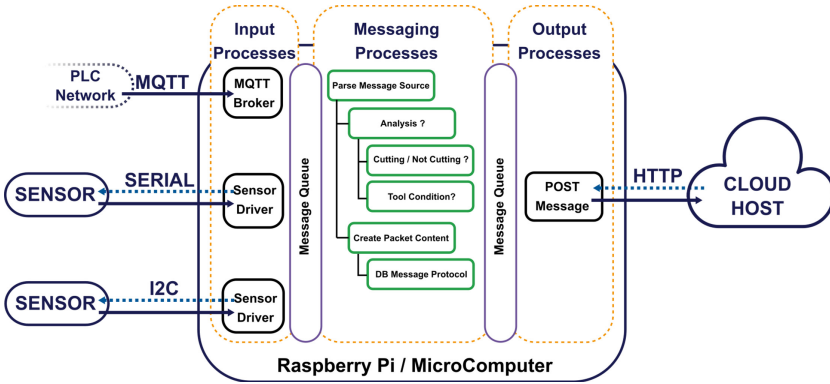 Input
Processes
Messaging
Processes
Output
Processes
PLC
Network
MQTT
MQTT
Broker
SENSOR
SERIAL
Sensor
Driver
SENSOR
I2C
Sensor
Driver
Message Queue
Parse Message Source
Analysis ?
Cutting / Not Cutting ?
Tool Condition?
Create Packet Content
DB Message Protocol
Message Queue
POST
Message
HTTP
CLOUD
HOST
Raspberry Pi / MicroComputer